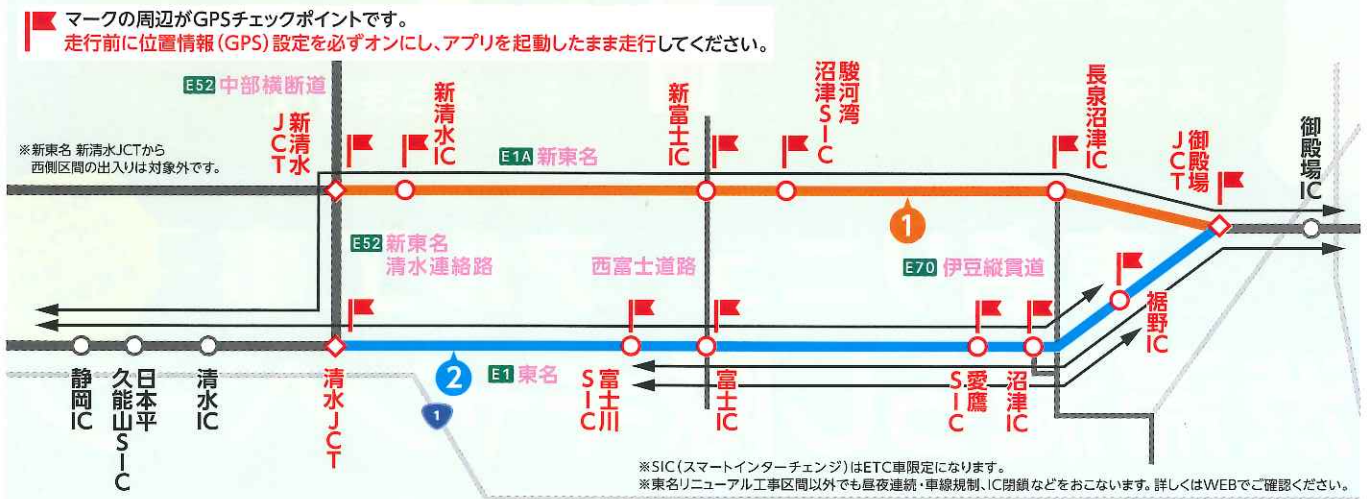 マークの周辺がGPSチェックポイントです。
走行前に位置情報(GPS)設定を必ずオンにし、アプリを起動したまま走行してください。
E52 中部横断道
新清水JCT
新清水IC
新富士IC
駿河湾沼津SIC
長泉沼津IC
御殿場JCT
御殿場IC
※新東名 新清水JCTから
西側区間の出入りは対象外です。
E1A 新東名
1
E52 新東名
清水連絡路
西富士道路
E70 伊豆縦貫道
裾野IC
静岡IC
日本平久能山SIC
清水IC
清水JCT
2
E1 東名
1
富士川SIC
富士IC
愛鷹SIC
沼津IC
※SIC(スマートインターチェンジ)はETC車限定になります。
※東名リニューアル工事区間以外でも昼夜連続・車線規制、IC閉鎖などをおこないます。詳しくはWEBでご確認ください。